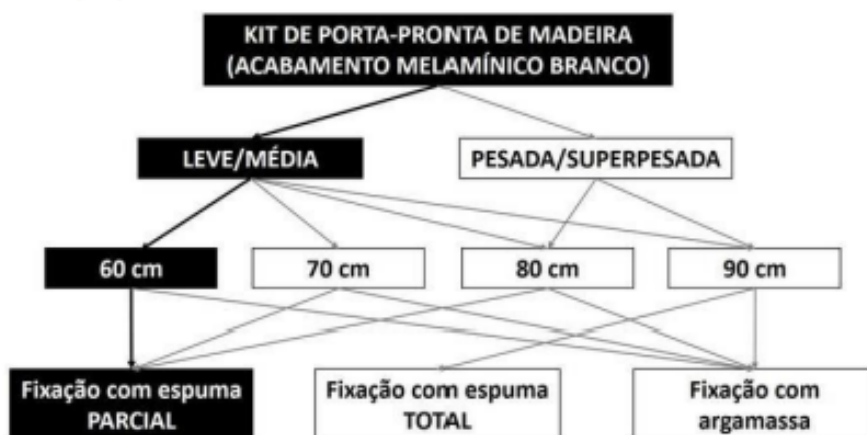 KIT DE PORTA-PRONTA DE MADEIRA
(ACABAMENTO MELAMÍNICO BRANCO)
LEVE/MÉDIA
PESADA/SUPERPESADA
60 cm
70 cm
80 cm
90 cm
Fixação com espuma
PARCIAL
Fixação com espuma
TOTAL
Fixação com
argamassa